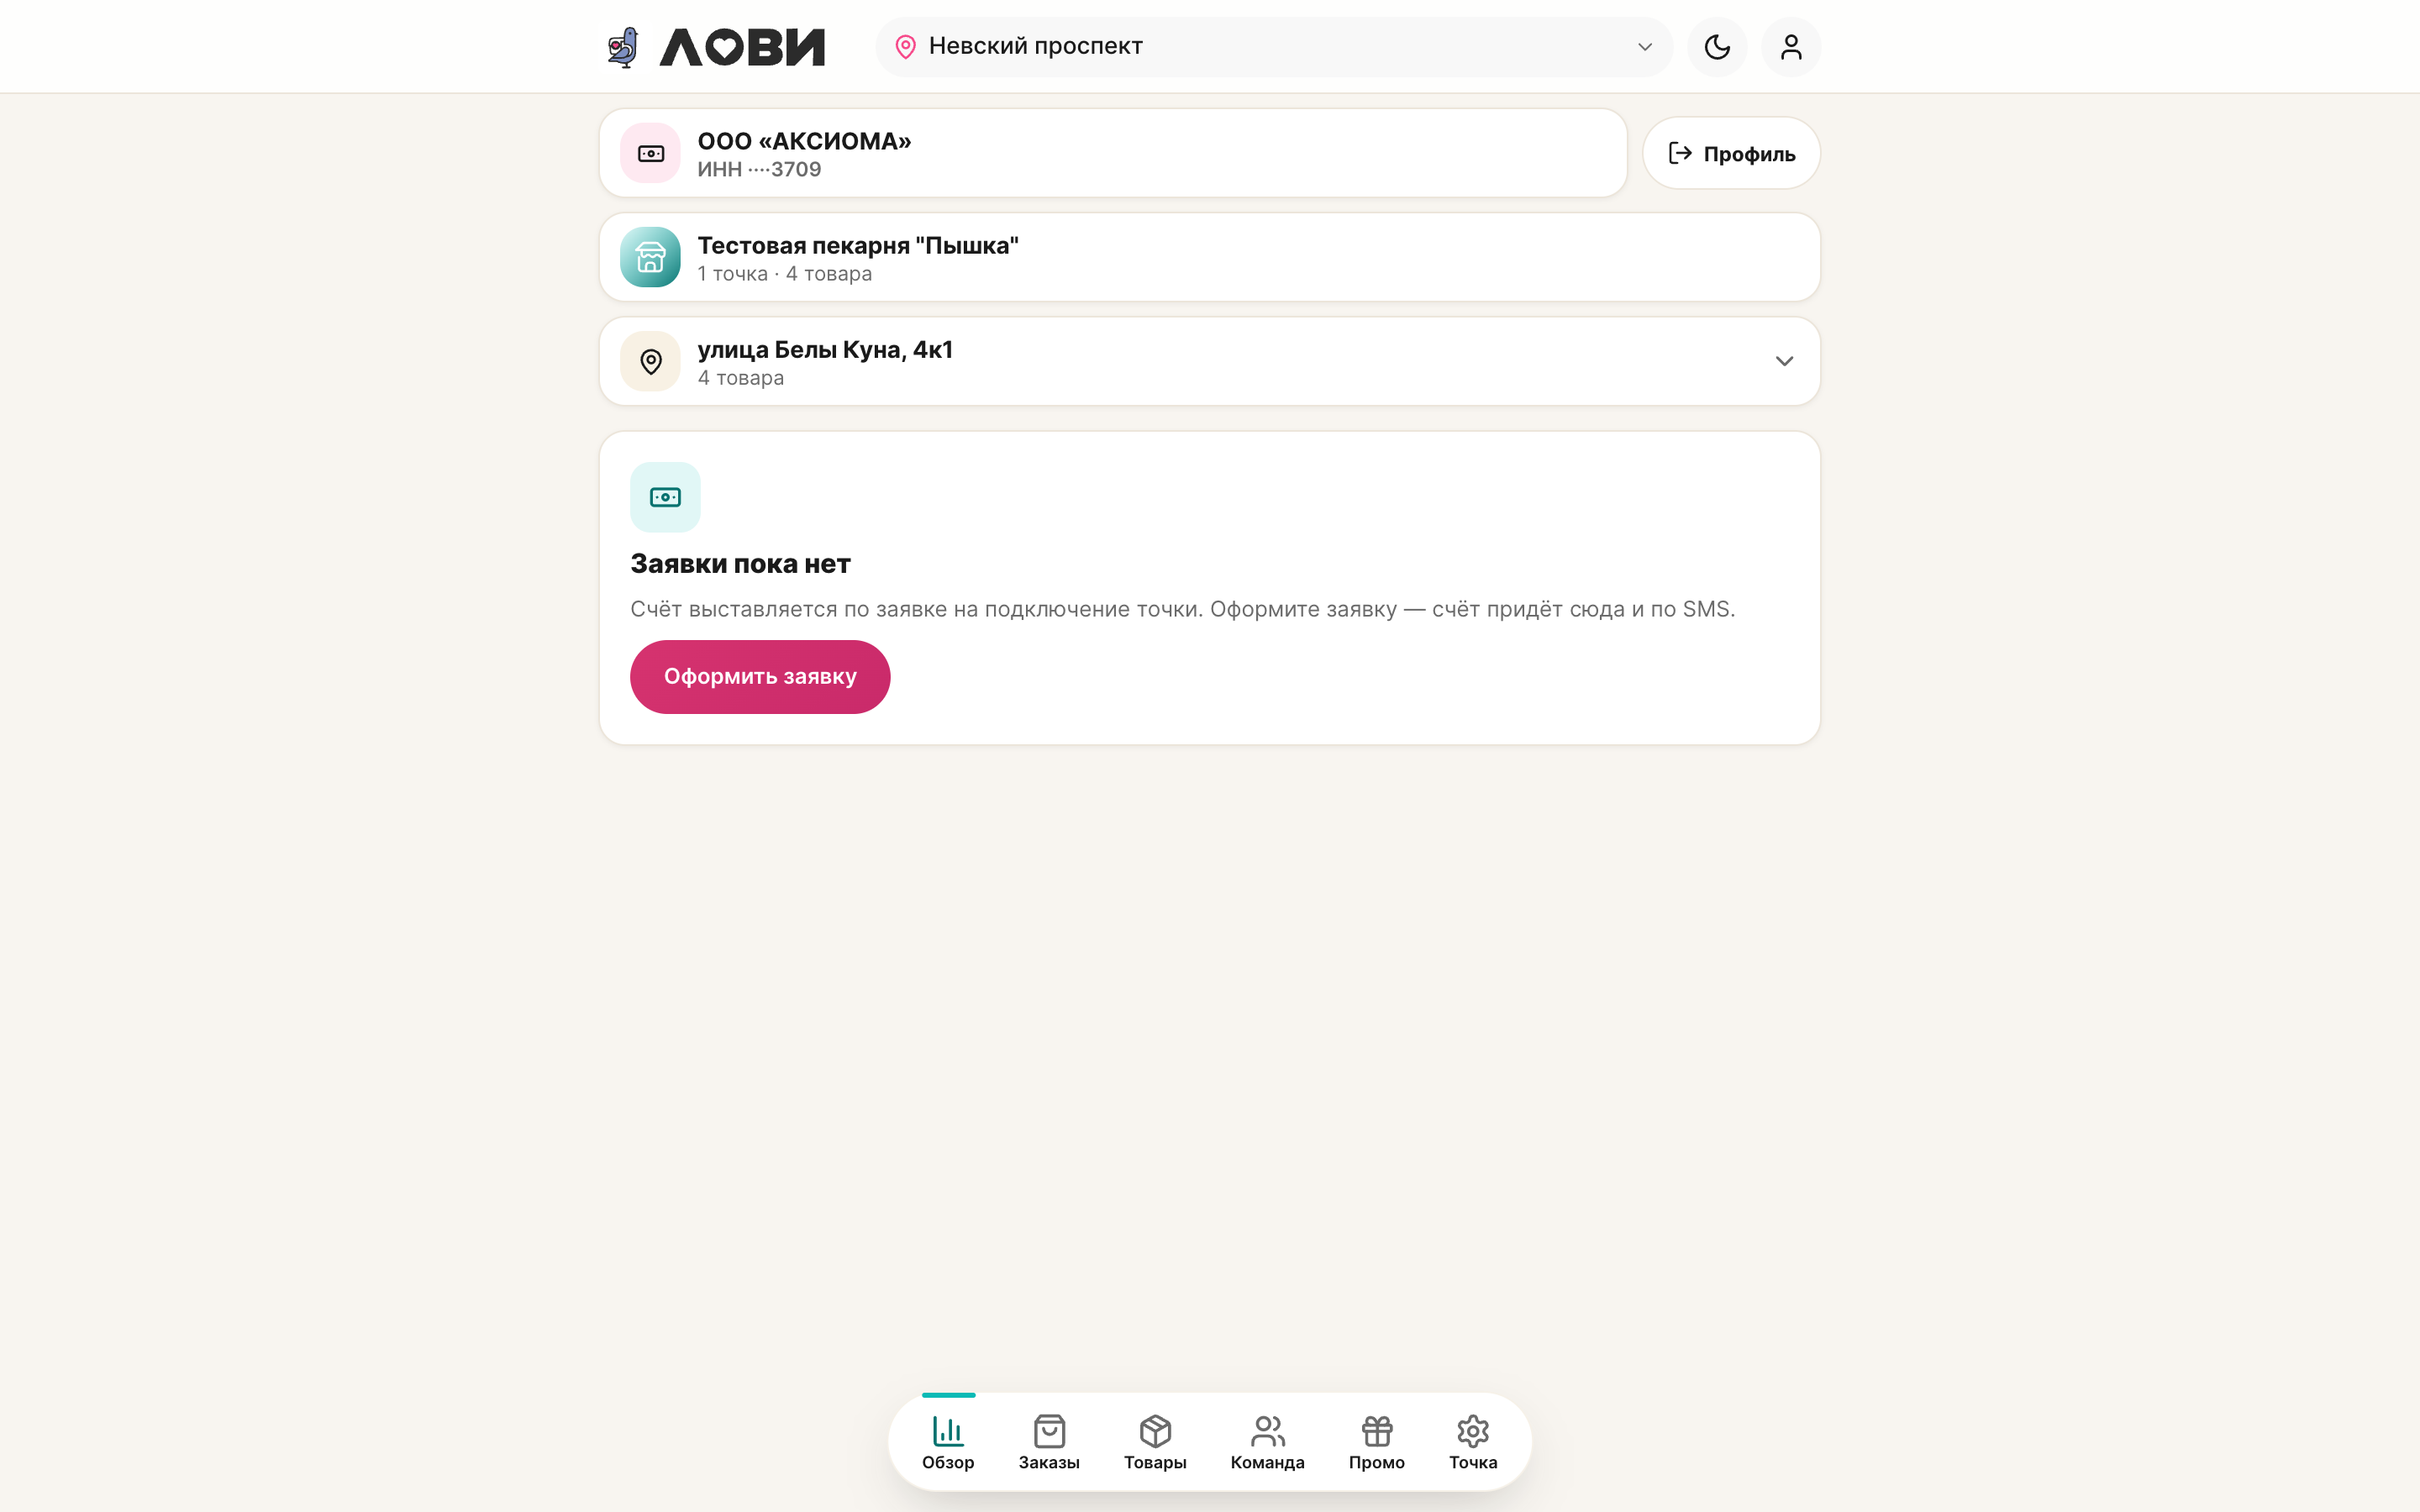 ЛОВИ
Невский проспект
ООО «АКСИОМА»
ИНН ····3709
Профиль
Тестовая пекарня "Пышка"
1 точка · 4 товара
улица Белы Куна, 4к1
4 товара
Заявки пока нет
Счёт выставляется по заявке на подключение точки. Оформите заявку — счёт придёт сюда и по SMS.
Оформить заявку
Обзор
Заказы
Товары
Команда
Промо
Точка